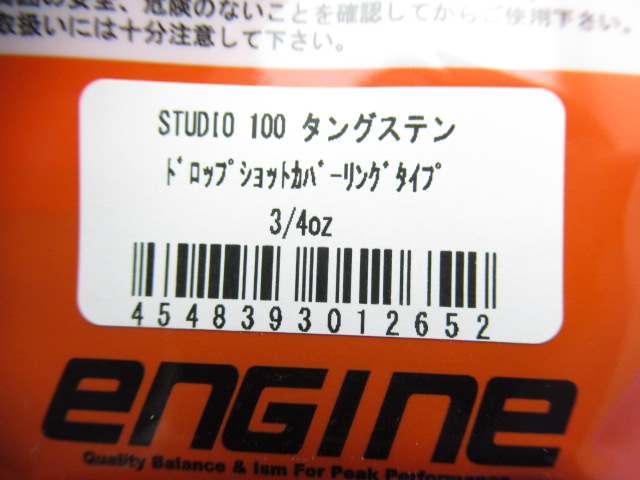 周囲の安全、危険のないことを確認してからご使用下さい。
取扱いには十分注意して下さい。
STUDIO 100 タングステン
ﾄﾞﾛｯﾌﾟｼｮｯﾄｶﾊﾞｰﾘﾝｸﾞﾀｲﾌﾟ
3/4oz
4548393012652
engine
Quality Balance & Ism For Peak Performance